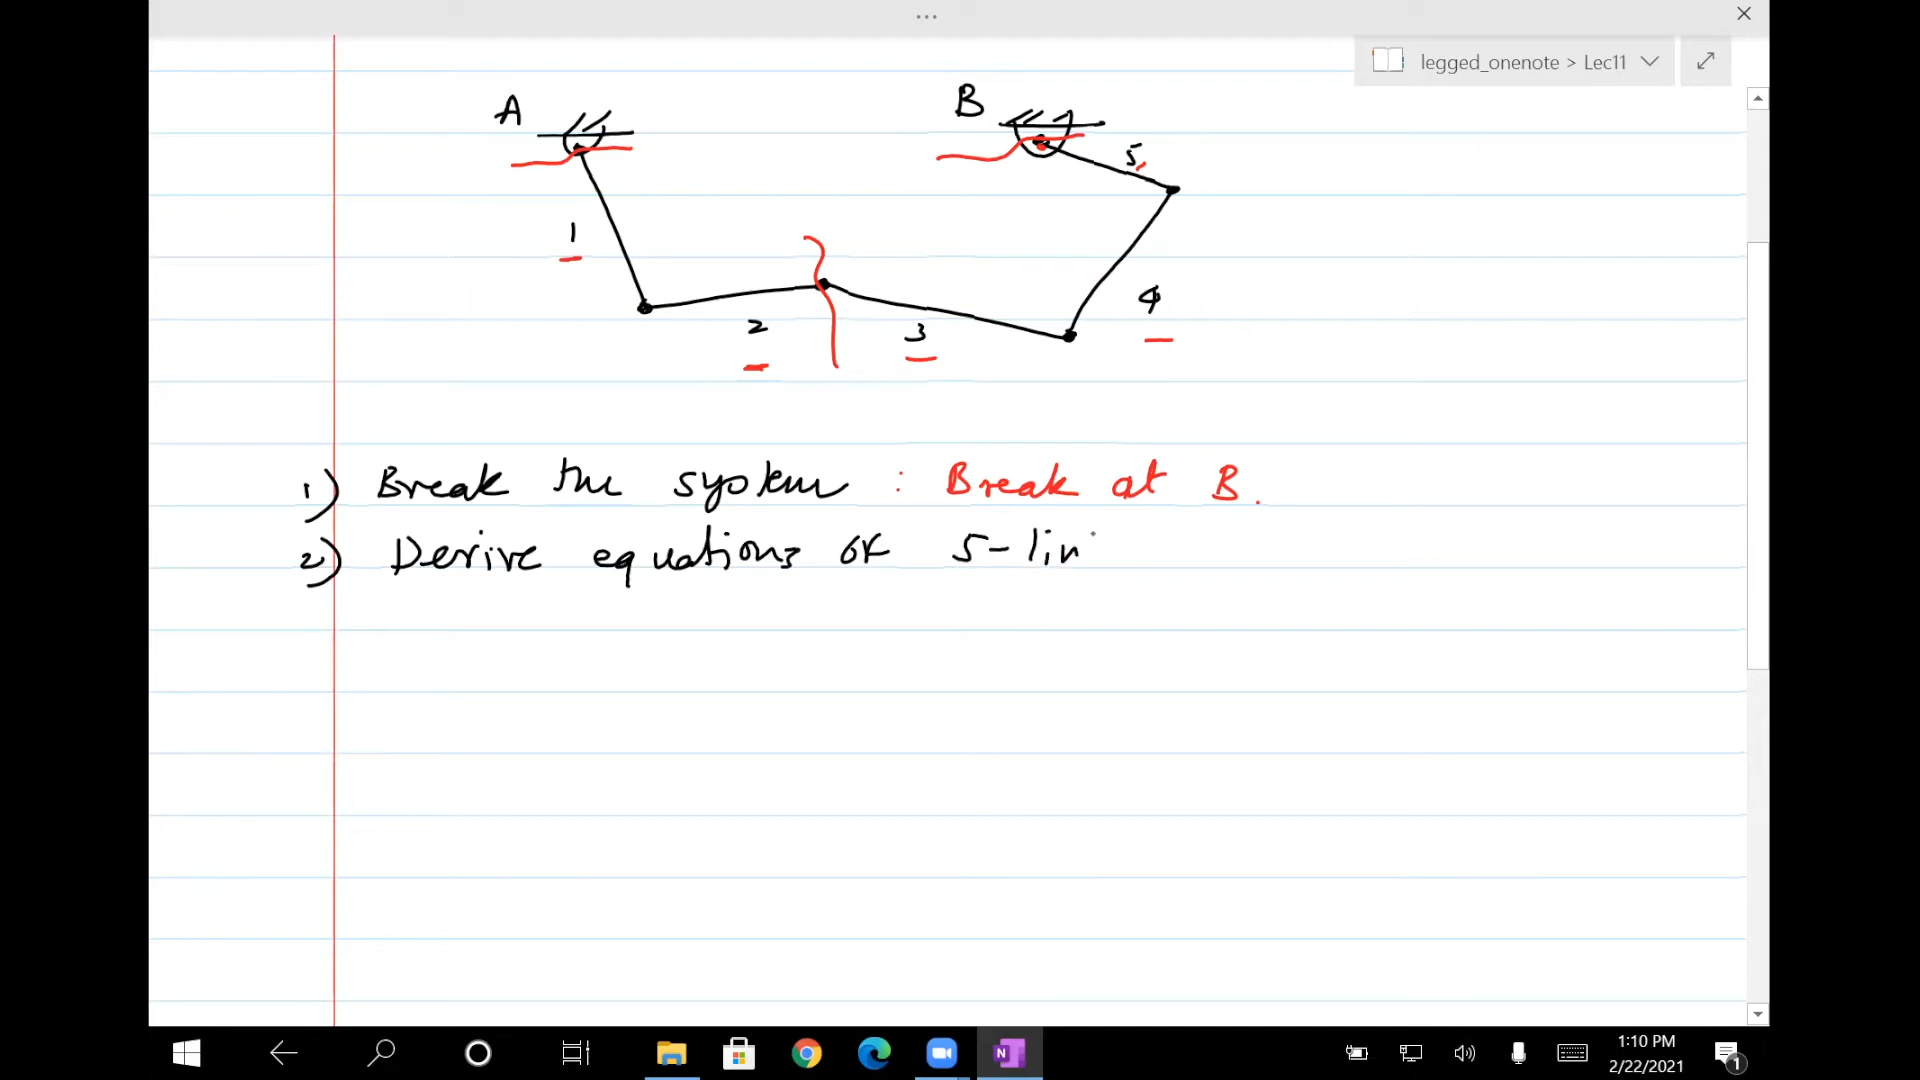 legged_onenote > Lec11
A
B
5
1
4
2
3
1) Break the system : Break at B.
2) Derive equations of 5-lin
N
1:10 PM
2/22/2021
1